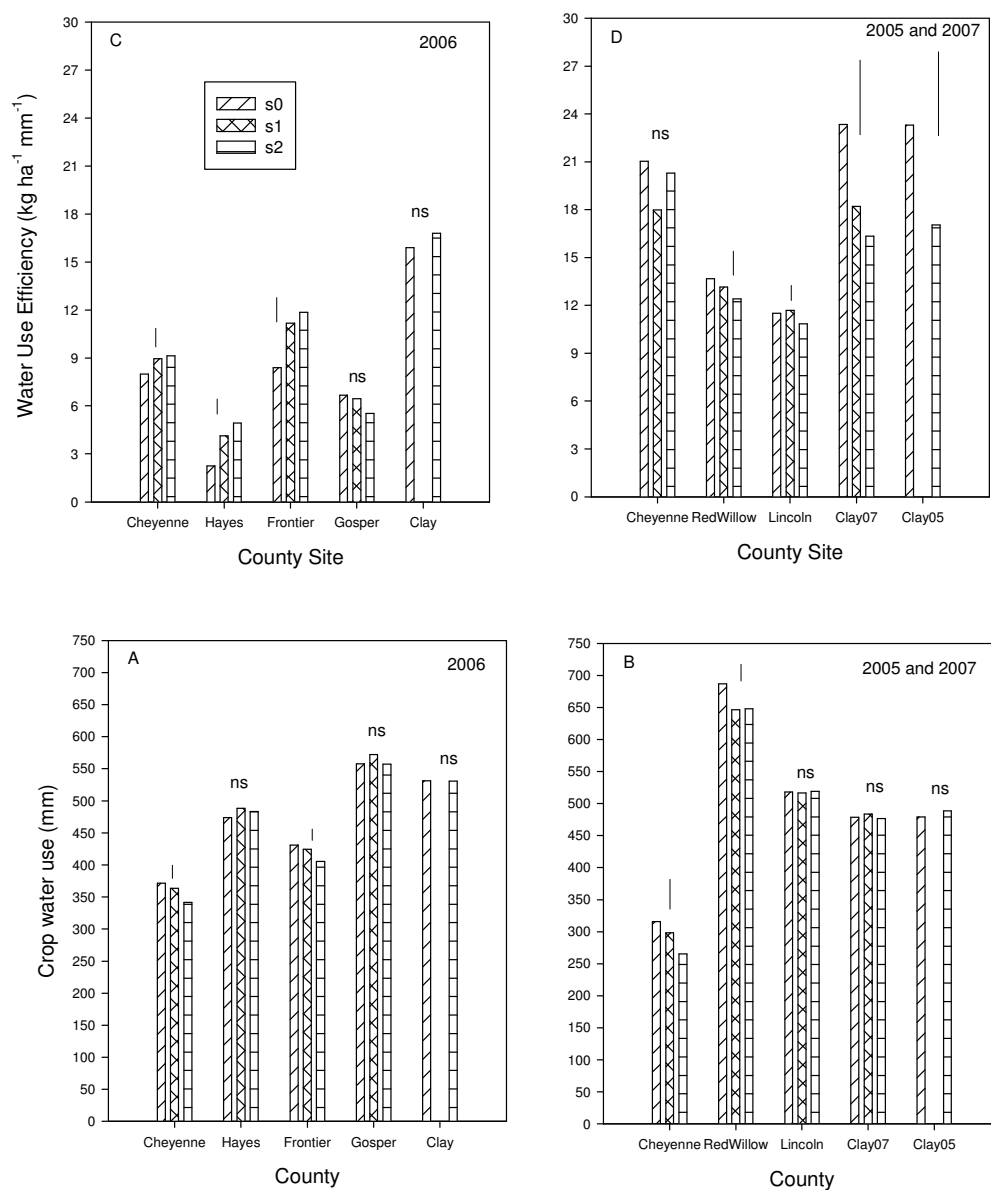 C
2006
30
27
24
21
18
15
12
9
6
3
0
Water Use Efficiency (kg ha⁻¹ mm⁻¹)
s0
s1
s2
ns
ns
Cheyenne Hayes Frontier Gosper Clay
County Site
D
2005 and 2007
30
27
24
21
18
15
12
9
6
3
0
ns
Cheyenne RedWillow Lincoln Clay07 Clay05
County Site
A
2006
750
700
650
600
550
500
450
400
350
300
250
200
150
100
50
0
Crop water use (mm)
ns
ns
ns
Cheyenne Hayes Frontier Gosper Clay
County
B
2005 and 2007
750
700
650
600
550
500
450
400
350
300
250
200
150
100
50
0
ns
ns
ns
Cheyenne RedWillow Lincoln Clay07 Clay05
County